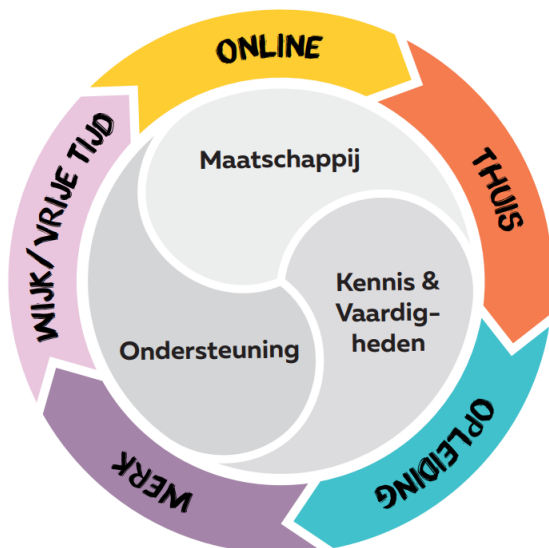 ONLINE
THUIS
OPLEIDING
WERK
WIJK/VRIJE TIJD
Maatschappij
Kennis &
Vaardig-
heden
Ondersteuning